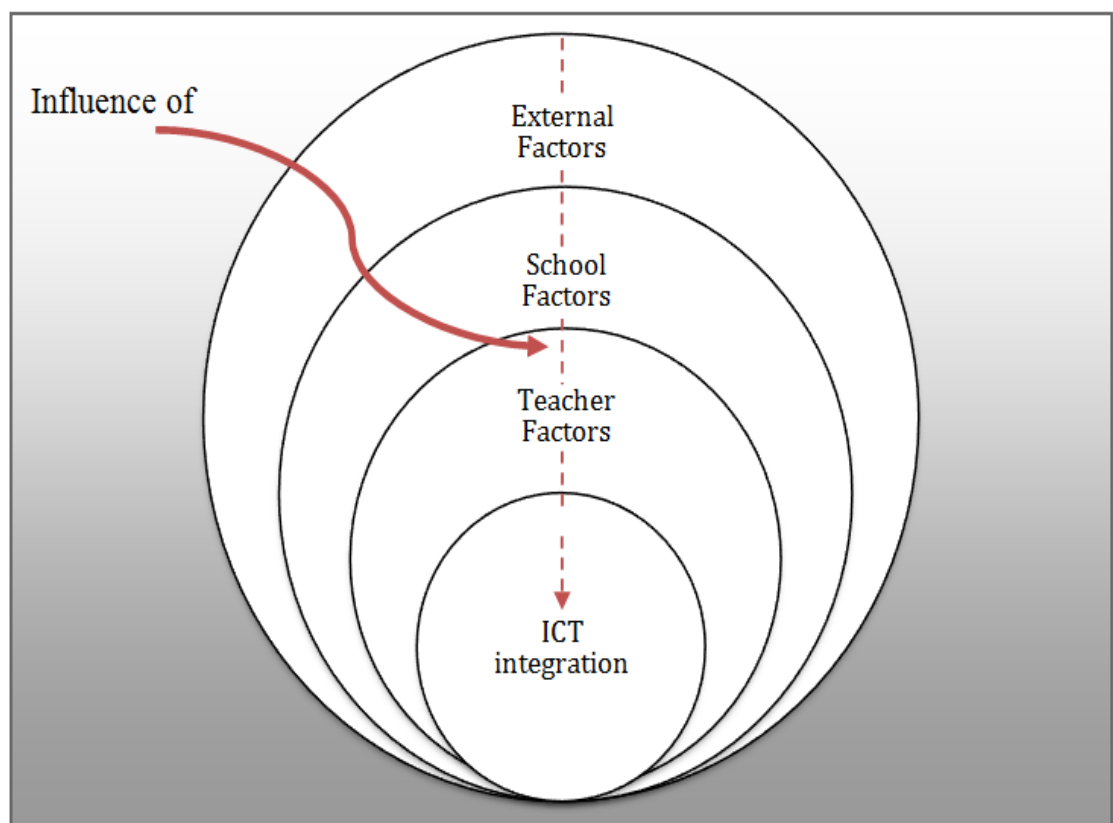 Influence of
External
Factors
School
Factors
Teacher
Factors
ICT
integration